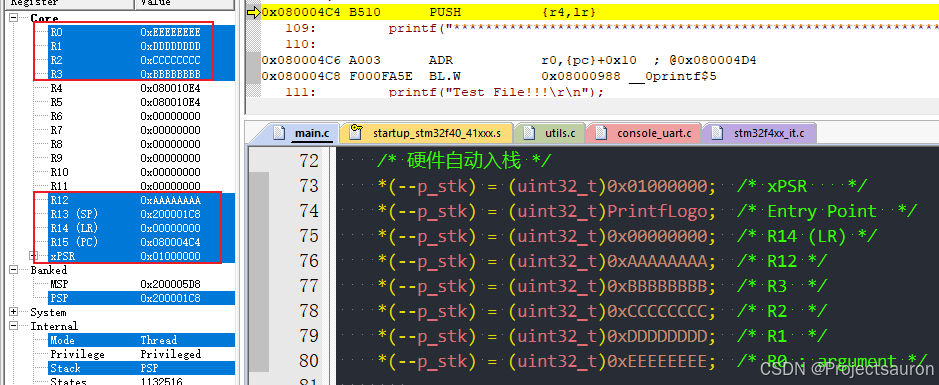 Register Value
Core
R0 0xEEEEEEEE
R1 0xDDDDDDDD
R2 0xCCCCCCCC
R3 0xBBBBBBBB
R4 0x080010E4
R5 0x080010E4
R6 0x00000000
R7 0x00000000
R8 0x00000000
R9 0x00000000
R10 0x00000000
R11 0x00000000
R12 0xAAAAAAAA
R13 (SP) 0x200001C8
R14 (LR) 0x00000000
R15 (PC) 0x080004C4
xPSR 0x01000000
Banked
MSP 0x200005D8
PSP 0x200001C8
System
Internal
Mode Thread
Privilege Privileged
Stack PSP
States 1132516
0x080004C4 B510 PUSH {r4,lr}
109: printf("************************************************
110:
0x080004C6 A003 ADR r0,{pc}+0x10 ; @0x080004D4
0x080004C8 F000FA5E BL.W 0x08000988 __0printf$5
111: printf("Test File!!!\r\n");
main.c startup_stm32f40_41xxx.s utils.c console_uart.c stm32f4xx_it.c
72 /* 硬件自动入栈 */
73 *(--p_stk) = (uint32_t)0x01000000; /* xPSR */
74 *(--p_stk) = (uint32_t)PrintfLogo; /* Entry Point */
75 *(--p_stk) = (uint32_t)0x00000000; /* R14 (LR) */
76 *(--p_stk) = (uint32_t)0xAAAAAAAA; /* R12 */
77 *(--p_stk) = (uint32_t)0xBBBBBBBB; /* R3 */
78 *(--p_stk) = (uint32_t)0xCCCCCCCC; /* R2 */
79 *(--p_stk) = (uint32_t)0xDDDDDDDD; /* R1 */
80 *(--p_stk) = (uint32_t)0xEEEEEEEE; /* R0 : argument */
CSDN @Projectsauron